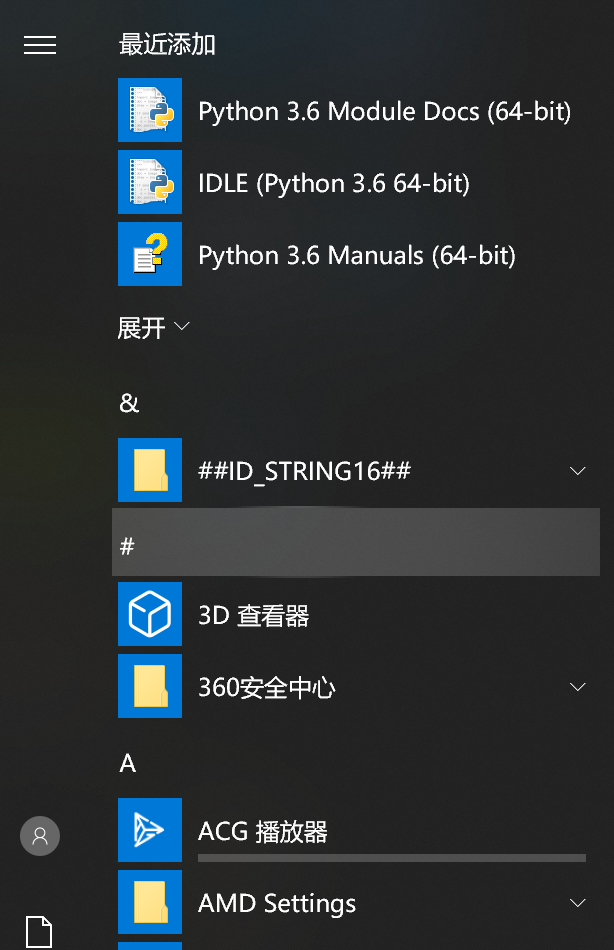 最近添加
Python 3.6 Module Docs (64-bit)
IDLE (Python 3.6 64-bit)
Python 3.6 Manuals (64-bit)
展开
&
##ID_STRING16##
#
3D 查看器
360安全中心
A
ACG 播放器
AMD Settings